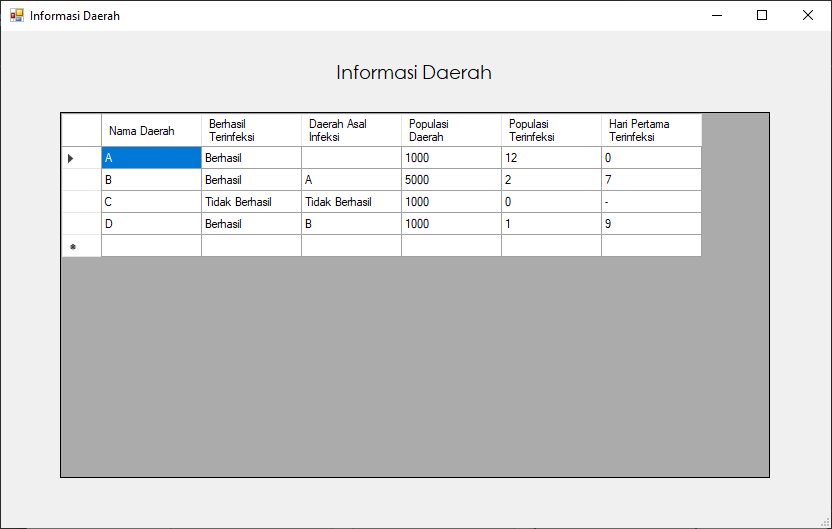 Informasi Daerah
Informasi Daerah
Nama Daerah Berhasil Terinfeksi Daerah Asal Infeksi Populasi Daerah Populasi Terinfeksi Hari Pertama Terinfeksi
A Berhasil 1000 12 0
B Berhasil A 5000 2 7
C Tidak Berhasil Tidak Berhasil 1000 0 -
D Berhasil B 1000 1 9